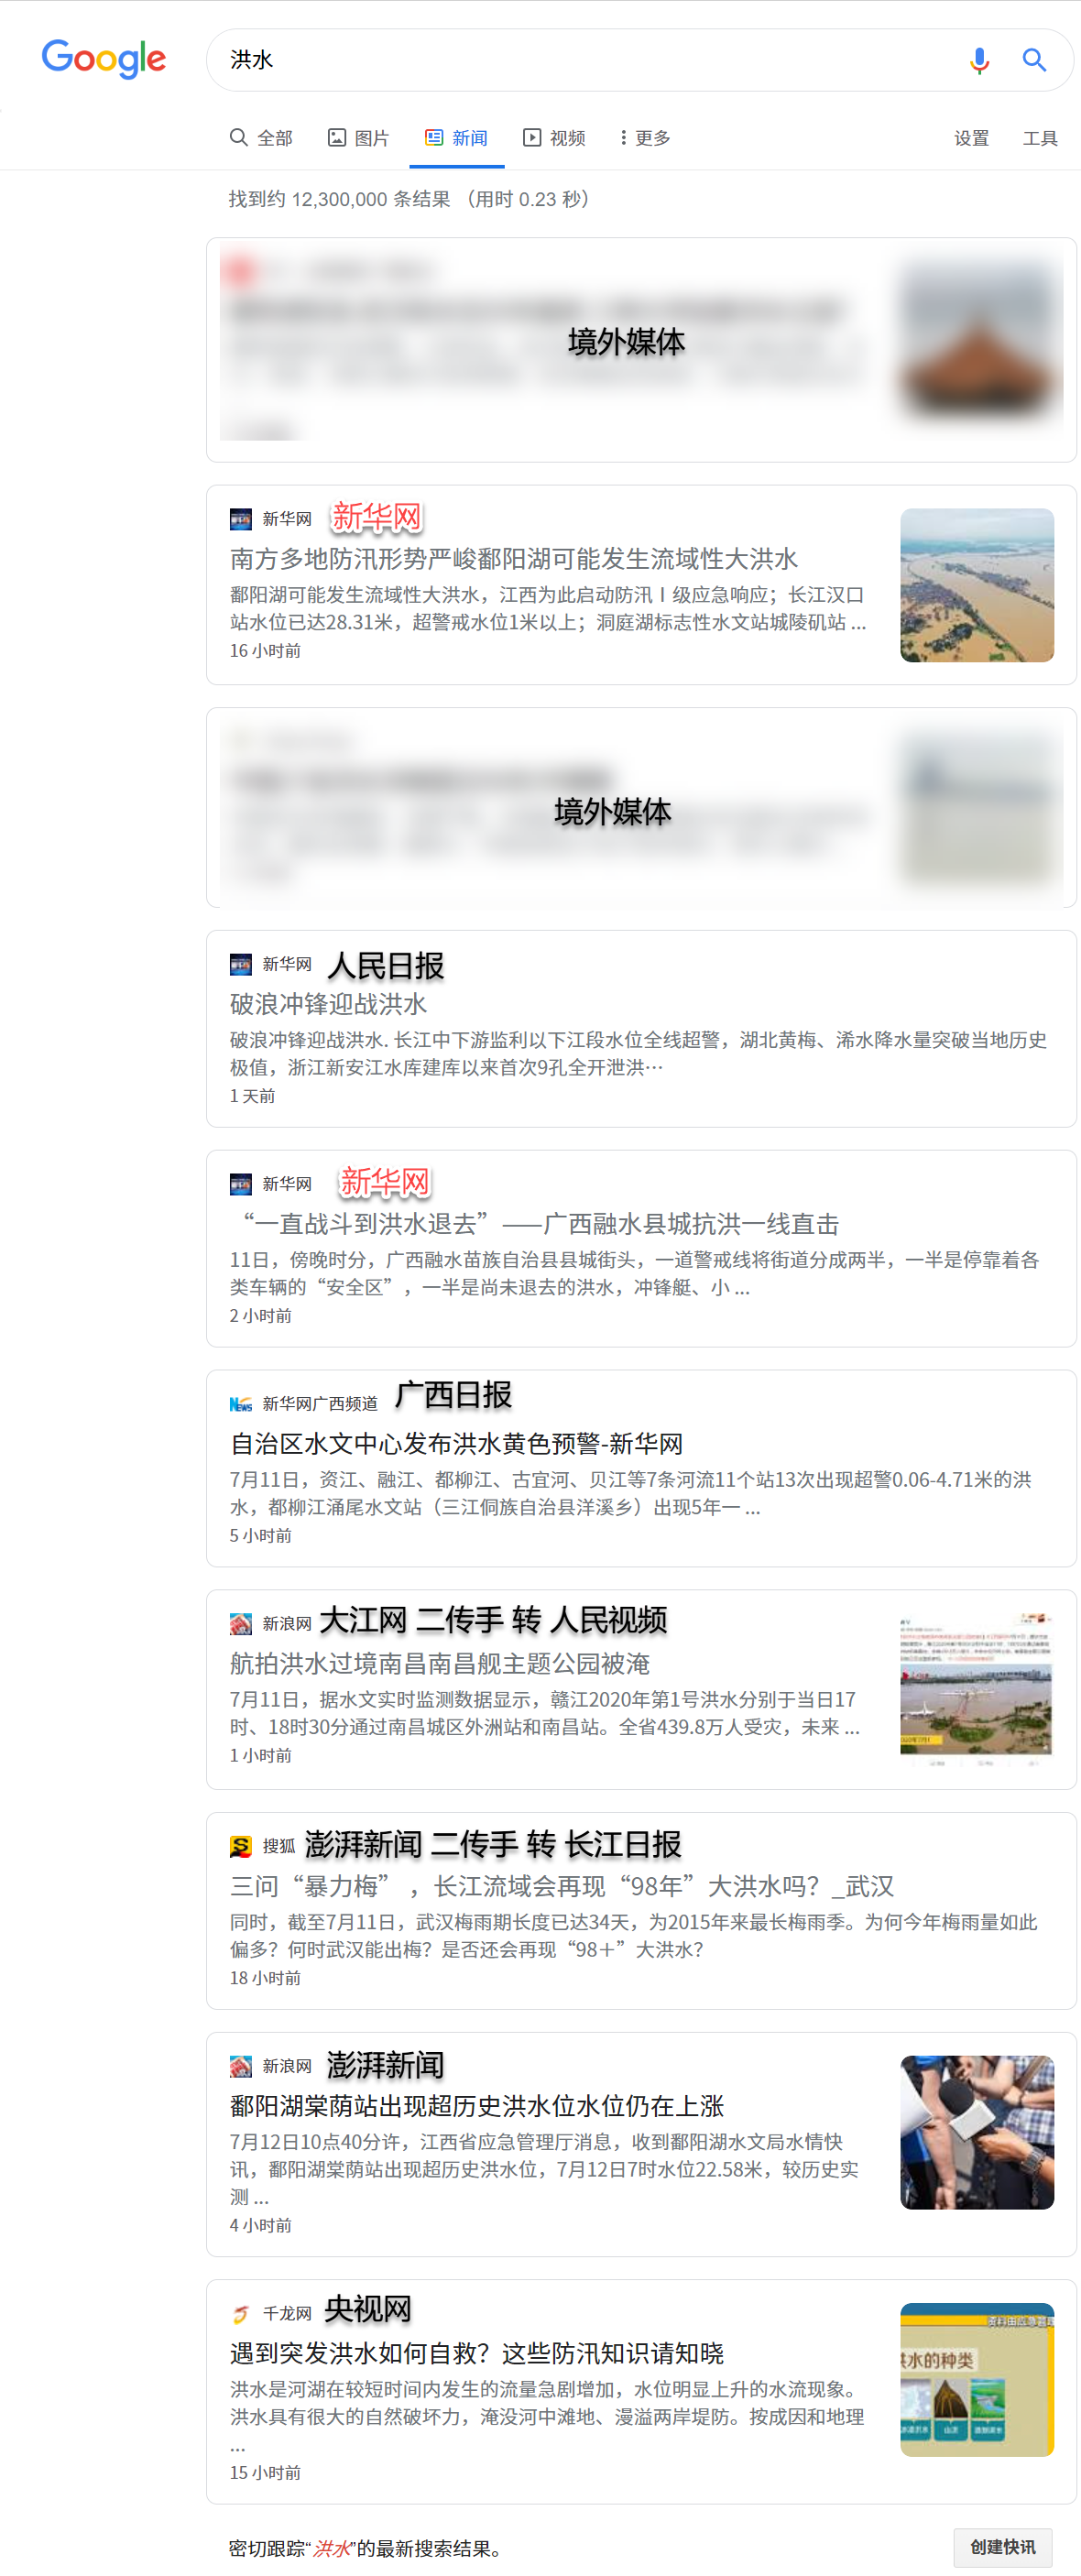 Google
洪水
全部 图片 新闻 视频 更多 设置 工具
找到约 12,300,000 条结果 （用时 0.23 秒）
境外媒体
新华网 新华网
南方多地防汛形势严峻鄱阳湖可能发生流域性大洪水
鄱阳湖可能发生流域性大洪水，江西为此启动防汛Ⅰ级应急响应；长江汉口
站水位已达28.31米，超警戒水位1米以上；洞庭湖标志性水文站城陵矶站 ...
16 小时前
境外媒体
新华网 人民日报
破浪冲锋迎战洪水
破浪冲锋迎战洪水. 长江中下游监利以下江段水位全线超警，湖北黄梅、浠水降水量突破当地历史
极值，浙江新安江水库建库以来首次9孔全开泄洪…
1 天前
新华网 新华网
“一直战斗到洪水退去”——广西融水县城抗洪一线直击
11日，傍晚时分，广西融水苗族自治县县城街头，一道警戒线将街道分成两半，一半是停靠着各
类车辆的“安全区”，一半是尚未退去的洪水，冲锋艇、小 ...
2 小时前
NEWS 新华网广西频道 广西日报
自治区水文中心发布洪水黄色预警-新华网
7月11日，资江、融江、都柳江、古宜河、贝江等7条河流11个站13次出现超警0.06-4.71米的洪
水，都柳江涌尾水文站（三江侗族自治县洋溪乡）出现5年一 ...
5 小时前
新浪网 大江网 二传手 转 人民视频
航拍洪水过境南昌南昌舰主题公园被淹
7月11日，据水文实时监测数据显示，赣江2020年第1号洪水分别于当日17
时、18时30分通过南昌城区外洲站和南昌站。全省439.8万人受灾，未来 ...
1 小时前
搜狐 澎湃新闻 二传手 转 长江日报
三问“暴力梅”，长江流域会再现“98年”大洪水吗？_武汉
同时，截至7月11日，武汉梅雨期长度已达34天，为2015年来最长梅雨季。为何今年梅雨量如此
偏多？何时武汉能出梅？是否还会再现“98＋”大洪水？
18 小时前
新浪网 澎湃新闻
鄱阳湖棠荫站出现超历史洪水位水位仍在上涨
7月12日10点40分许，江西省应急管理厅消息，收到鄱阳湖水文局水情快
讯，鄱阳湖棠荫站出现超历史洪水位，7月12日7时水位22.58米，较历史实
测 ...
4 小时前
千龙网 央视网
遇到突发洪水如何自救？这些防汛知识请知晓
洪水是河湖在较短时间内发生的流量急剧增加，水位明显上升的水流现象。
洪水具有很大的自然破坏力，淹没河中滩地、漫溢两岸堤防。按成因和地理
...
15 小时前
水的种类
密切跟踪“洪水”的最新搜索结果。 创建快讯